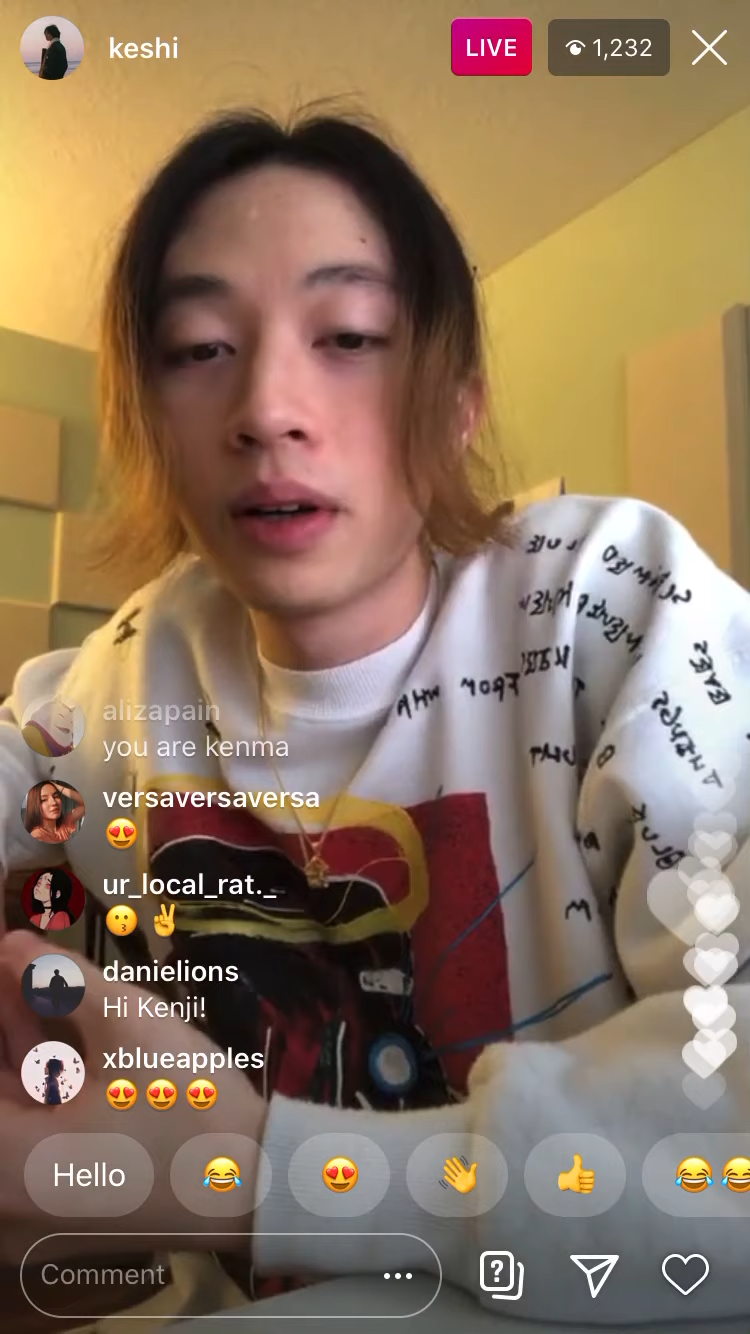 keshi
LIVE
1,232
alizapain
you are kenma
versaversaversa
😍
ur_local_rat._
😗 ✌
danielions
Hi Kenji!
xblueapples
😍 😍 😍
Hello
😂
😍
👋
👍
😂 😂
Comment